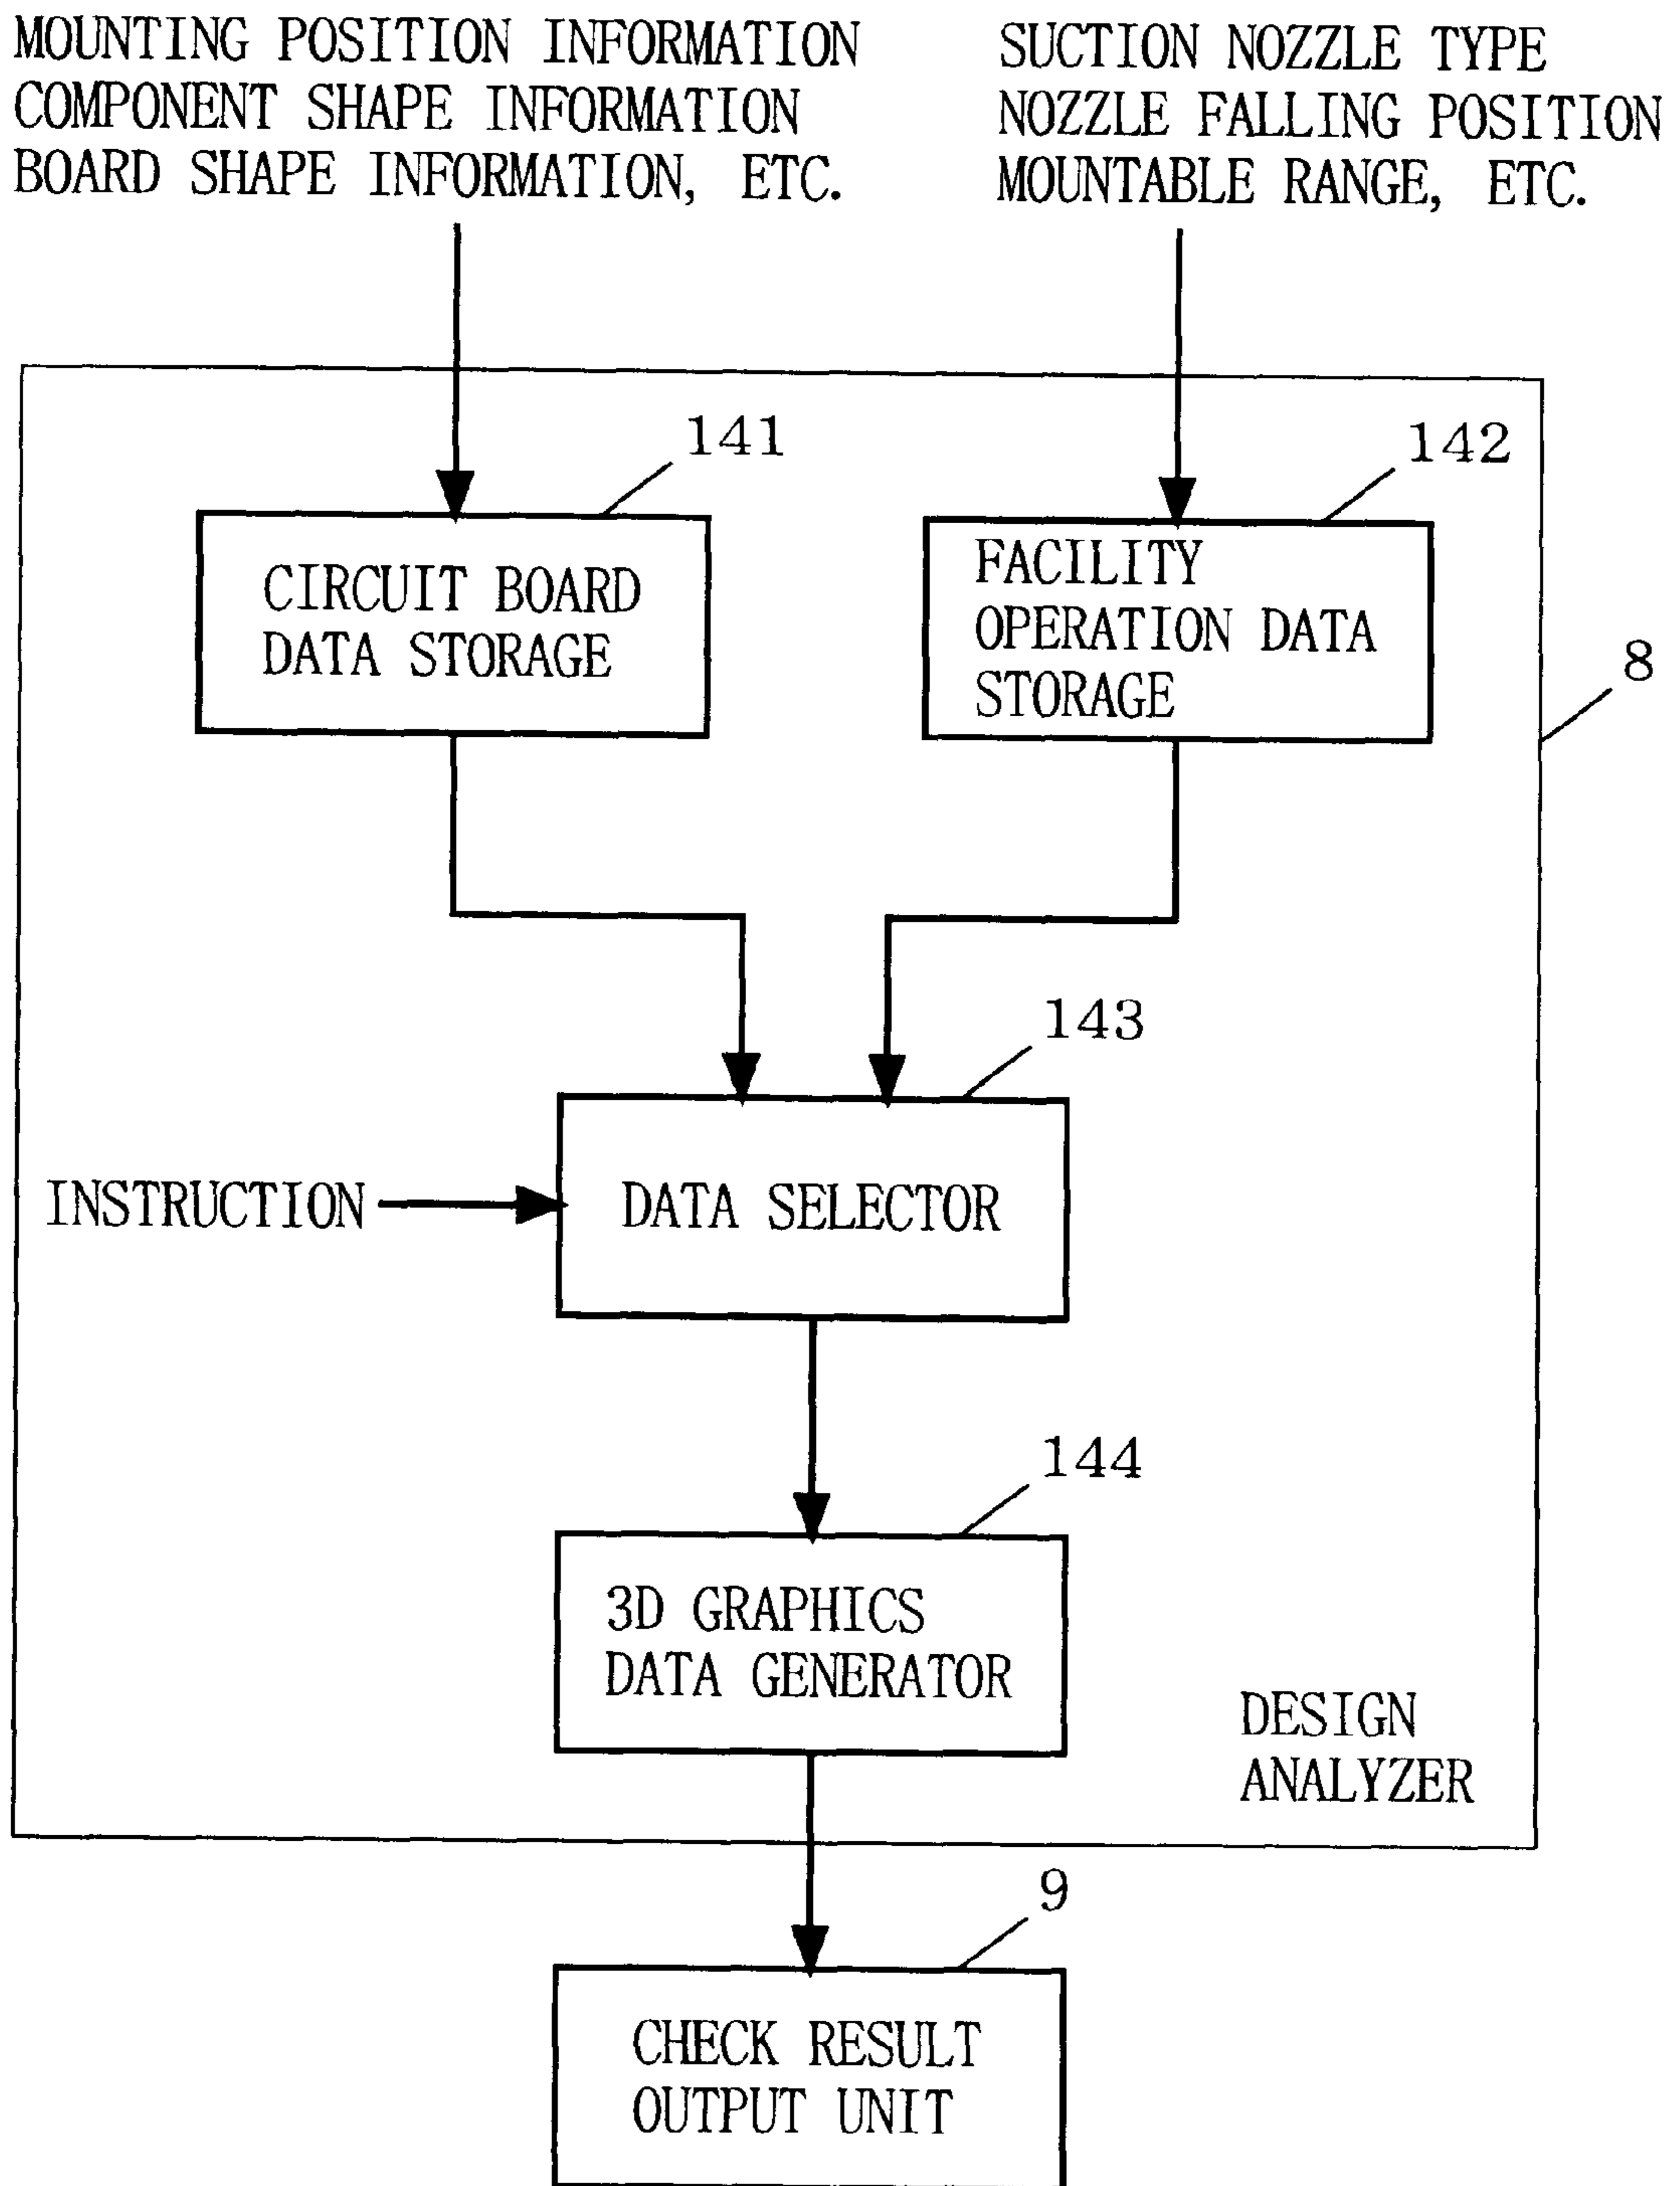 MOUNTING POSITION INFORMATION
COMPONENT SHAPE INFORMATION
BOARD SHAPE INFORMATION, ETC.
SUCTION NOZZLE TYPE
NOZZLE FALLING POSITION
MOUNTABLE RANGE, ETC.
141
142
CIRCUIT BOARD
DATA STORAGE
FACILITY
OPERATION DATA
STORAGE
8
143
INSTRUCTION
DATA SELECTOR
144
3D GRAPHICS
DATA GENERATOR
DESIGN
ANALYZER
9
CHECK RESULT
OUTPUT UNIT